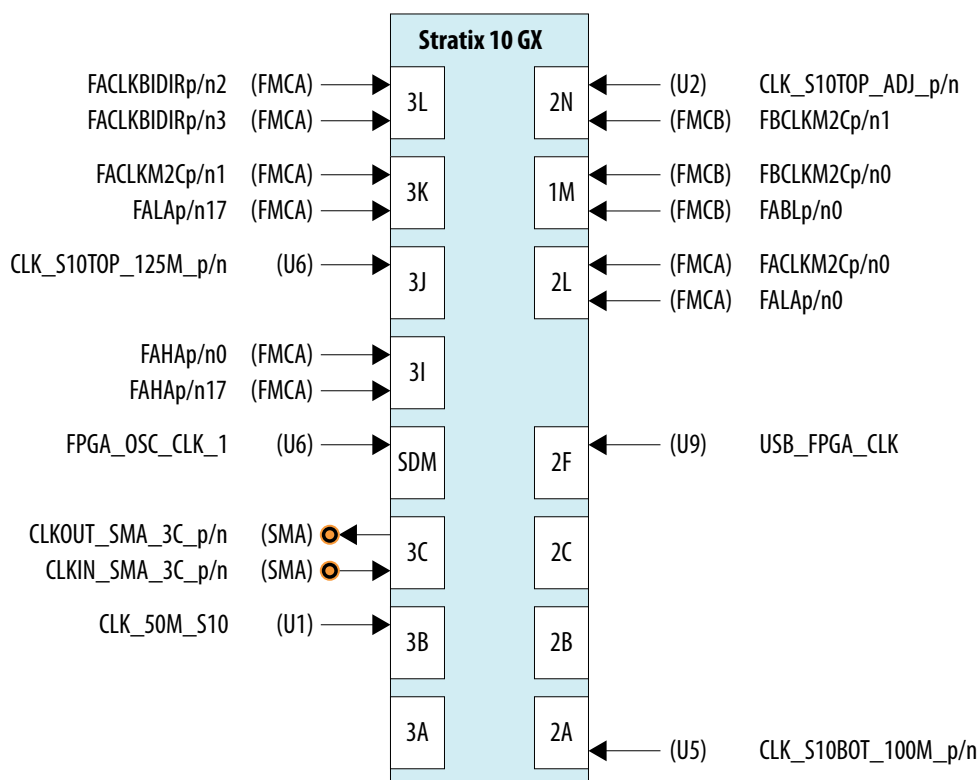 Stratix 10 GX
FACLKBIDIRp/n2 (FMCA)
FACLKBIDIRp/n3 (FMCA)
3L
2N
(U2) CLK_S10TOP_ADJ_p/n
(FMCB) FBCLKM2Cp/n1
FACLKM2Cp/n1 (FMCA)
FALAp/n17 (FMCA)
3K
1M
(FMCB) FBCLKM2Cp/n0
(FMCB) FABLp/n0
CLK_S10TOP_125M_p/n (U6)
3J
2L
(FMCA) FACLKM2Cp/n0
(FMCA) FALAp/n0
FAHAp/n0 (FMCA)
FAHAp/n17 (FMCA)
3I
FPGA_OSC_CLK_1 (U6)
SDM
2F
(U9) USB_FPGA_CLK
CLKOUT_SMA_3C_p/n (SMA)
CLKIN_SMA_3C_p/n (SMA)
3C
2C
CLK_50M_S10 (U1)
3B
2B
3A
2A
(U5) CLK_S10BOT_100M_p/n